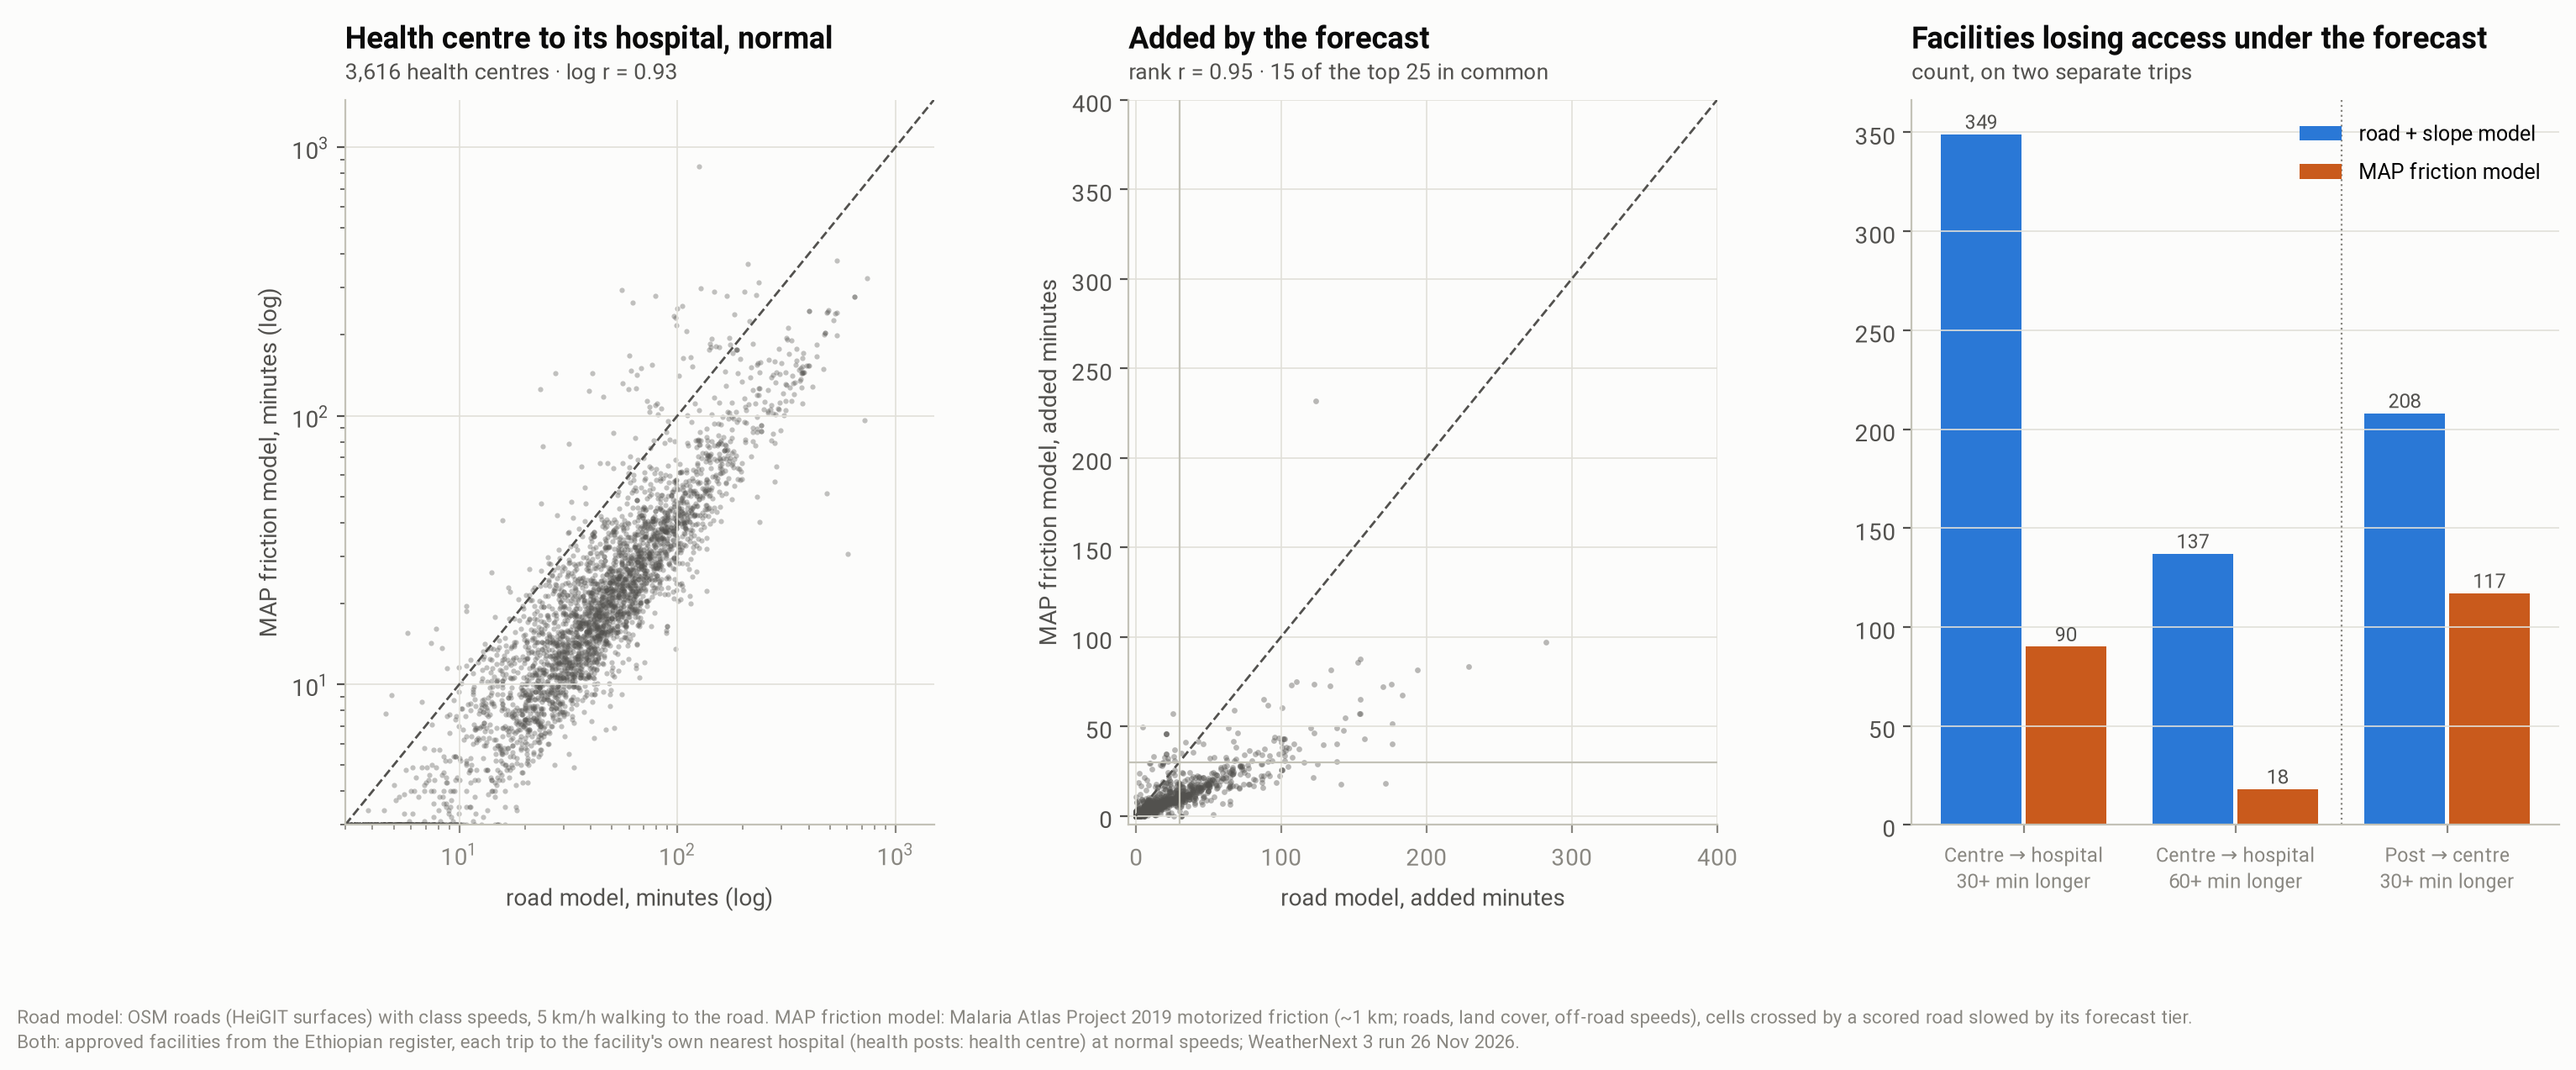 Health centre to its hospital, normal
3,616 health centres · log r = 0.93
MAP friction model, minutes (log)
10³
10²
10¹
10¹
10²
10³
road model, minutes (log)
Added by the forecast
rank r = 0.95 · 15 of the top 25 in common
MAP friction model, added minutes
400
350
300
250
200
150
100
50
0
0
100
200
300
400
road model, added minutes
Facilities losing access under the forecast
count, on two separate trips
road + slope model
MAP friction model
350
300
250
200
150
100
50
0
349
90
137
18
208
117
Centre → hospital
30+ min longer
Centre → hospital
60+ min longer
Post → centre
30+ min longer
Road model: OSM roads (HeiGIT surfaces) with class speeds, 5 km/h walking to the road. MAP friction model: Malaria Atlas Project 2019 motorized friction (~1 km; roads, land cover, off-road speeds), cells crossed by a scored road slowed by its forecast tier.
Both: approved facilities from the Ethiopian register, each trip to the facility's own nearest hospital (health posts: health centre) at normal speeds; WeatherNext 3 run 26 Nov 2026.